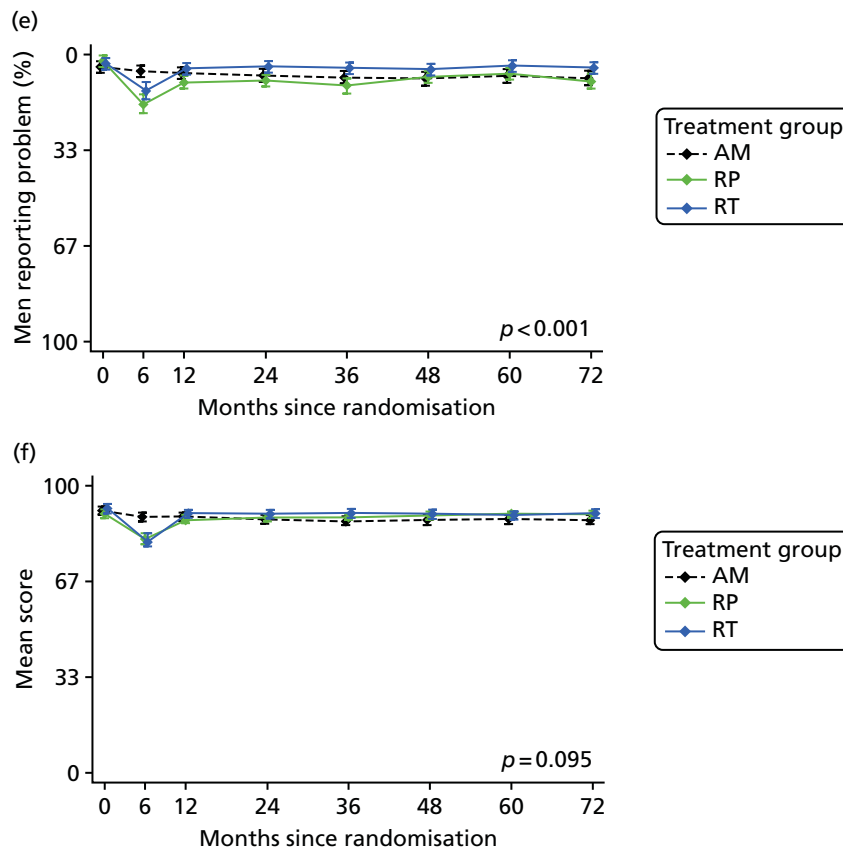 (e)
Men reporting problem (%)
0
33
67
100
p < 0.001
0 6 12 24 36 48 60 72
Months since randomisation
Treatment group
AM
RP
RT
(f)
Mean score
100
67
33
0
p = 0.095
0 6 12 24 36 48 60 72
Months since randomisation
Treatment group
AM
RP
RT